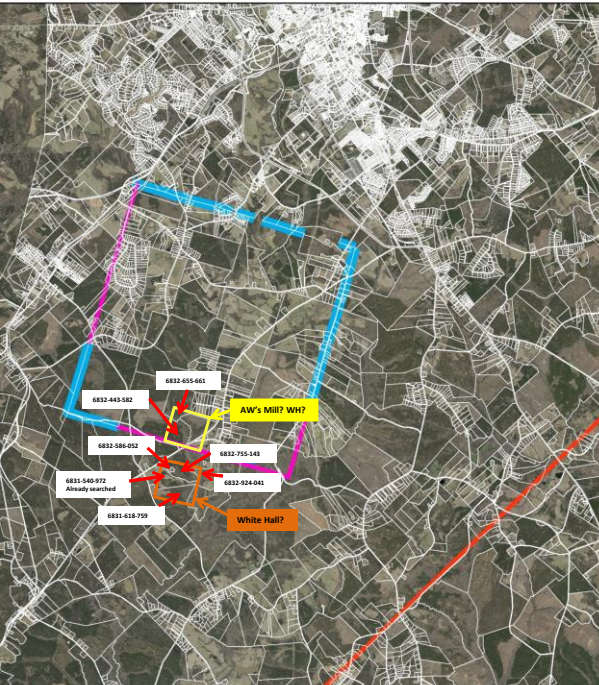 6832-655-661
6832-443-582
AW's Mill? WH?
6832-586-052
6832-755-143
6831-540-972
Already searched
6832-924-041
6831-618-759
White Hall?